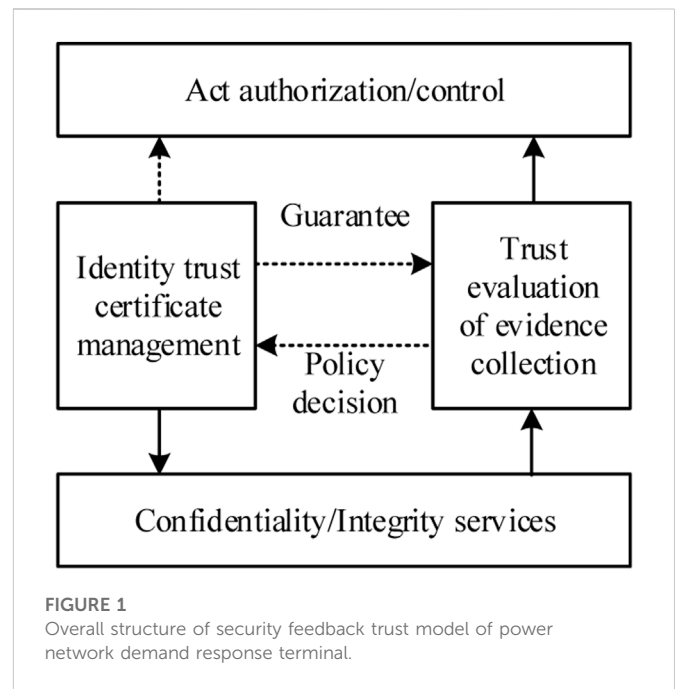 Act authorization/control
Guarantee
Identity trust
certificate
management
Trust
evaluation
of evidence
collection
Policy
decision
Confidentiality/Integrity services
FIGURE 1
Overall structure of security feedback trust model of power
network demand response terminal.